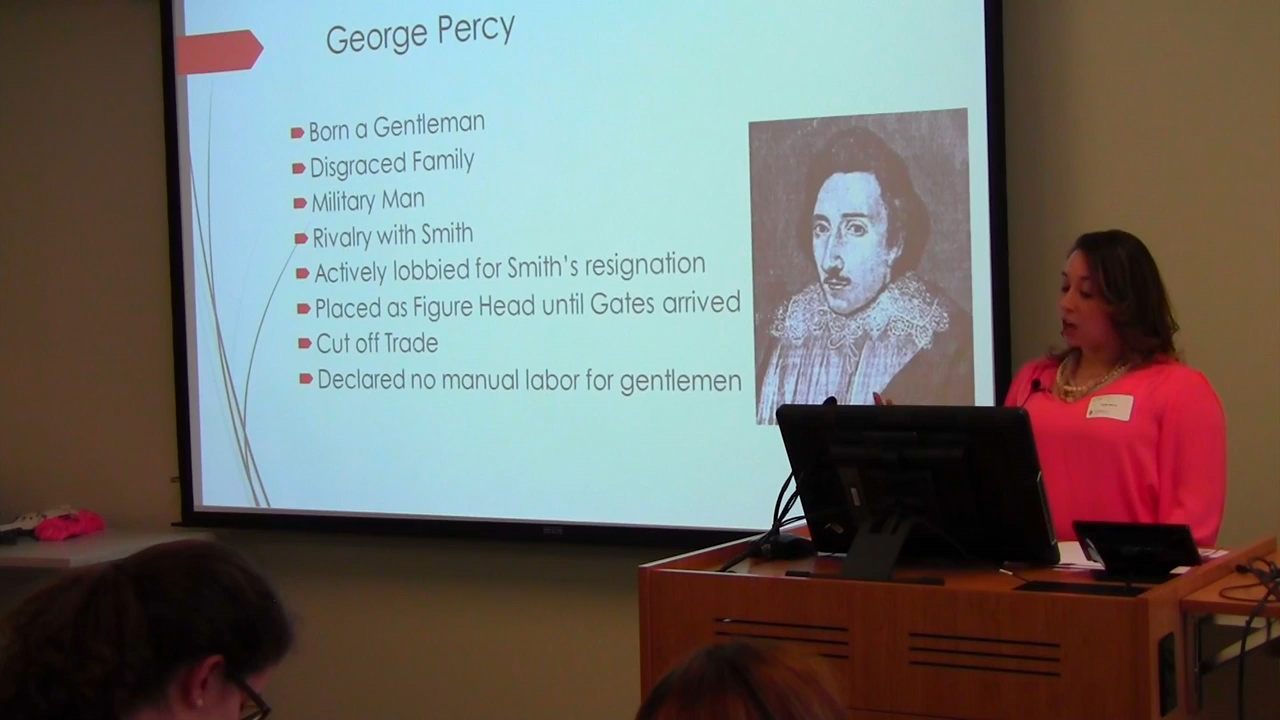 George Percy
Born a Gentleman
Disgraced Family
Military Man
Rivalry with Smith
Actively lobbied for Smith's resignation
Placed as Figure Head until Gates arrived
Cut off Trade
Declared no manual labor for gentlemen